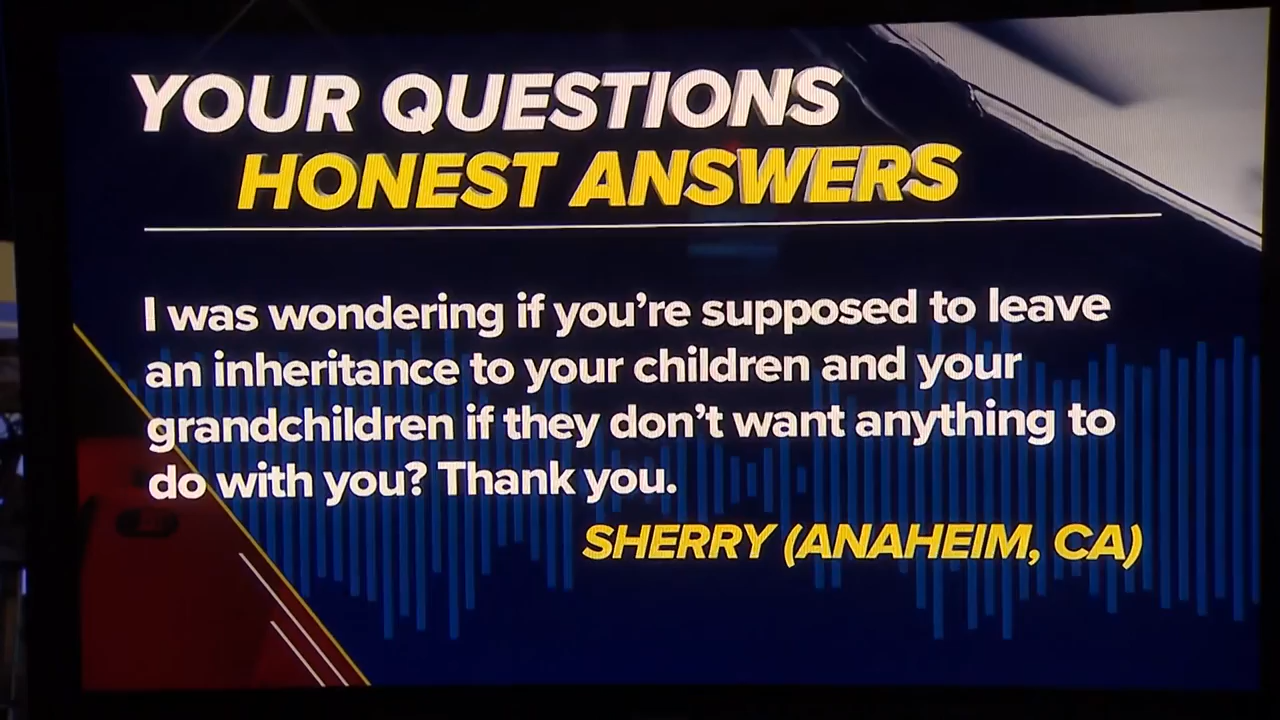 YOUR QUESTIONS
HONEST ANSWERS
I was wondering if you're supposed to leave
an inheritance to your children and your
grandchildren if they don't want anything to
do with you? Thank you.
SHERRY (ANAHEIM, CA)